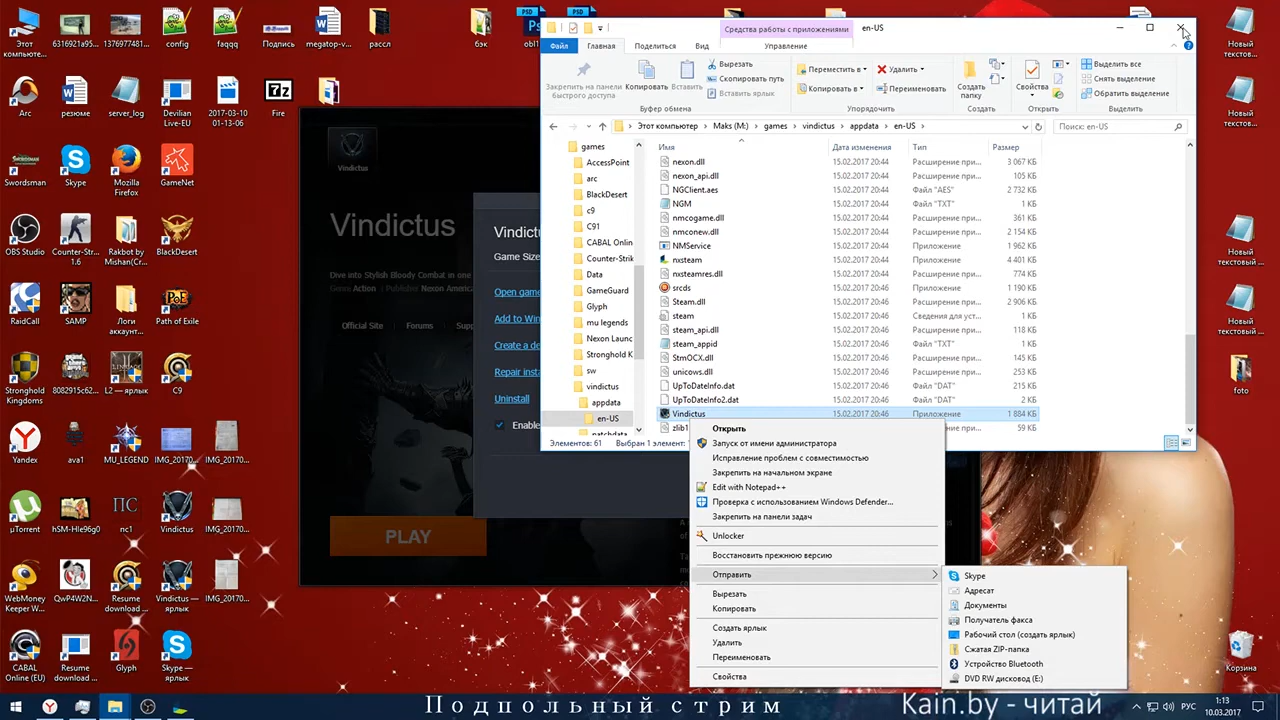 Этот компьютe...
6316921a95...
1376977481...
config
faqqq
Подпись
megatop-v...
рассл
бэк
obl1
Новый текстов...
Arc
резюме
server_log
Devilian Live-EU
2017-03-10 01-13-06
Fire
Новый текстов...
Swordsman
Skype
Mozilla Firefox
GameNet
OBS Studio
Counter-Str... 1.6
Rakbot by Mishan(Cr...
BlackDesert
Новый текстовый ...
RaidCall
SAMP
Логи аккаунт...
Path of Exile
Новый текстовый ...
Stronghold Kingdoms
8082915c62...
L2 — ярлык
C9
foto
Yandex
ava1
MU_LEGEND
IMG_20170...
IMG_20170...
uTorrent
hSM-HIe96g0
nc1
Vindictus
IMG_20170...
WebMoney Keeper W...
QwP4W2N...
Resume download ...
Vindictus — ярлык
IMG_20170...
CABAL Online (EU)
Resume download ...
Glyph
Skype — ярлык
Корзина
Vindictus
Vindictus
Dive into Stylish Bloody Combat in one
Genre Action | Publisher Nexon America
Official Site
Forums
Supp
PLAY
Vindictu
Game Size
Open game
Add to Win
Create a de
Repair insta
Uninstall
Enable
Средства работы с приложениями
en-US
Файл
Главная
Поделиться
Вид
Управление
Закрепить на панели быстрого доступа
Копировать
Вставить
Вырезать
Скопировать путь
Вставить ярлык
Буфер обмена
Переместить в
Копировать в
Удалить
Переименовать
Упорядочить
Создать папку
Создать
Свойства
Открыть
Выделить все
Снять выделение
Обратить выделение
Выделить
Этот компьютер > Maks (M:) > games > vindictus > appdata > en-US >
Поиск: en-US
games
AccessPoint
arc
BlackDesert
c9
C91
CABAL Onlin
Counter-Strik
Data
GameGuard
Glyph
mu legends
Nexon Launc
Stronghold K
sw
vindictus
appdata
en-US
patchdata
Имя
Дата изменения
Тип
Размер
nexon.dll 15.02.2017 20:44 Расширение при... 3 067 КБ
nexon_api.dll 15.02.2017 20:44 Расширение при... 105 КБ
NGClient.aes 15.02.2017 20:44 Файл "AES" 2 732 КБ
NGM 15.02.2017 20:44 Файл "TXT" 1 КБ
nmcogame.dll 15.02.2017 20:44 Расширение при... 361 КБ
nmconew.dll 15.02.2017 20:44 Расширение при... 2 154 КБ
NMService 15.02.2017 20:44 Приложение 1 962 КБ
nxsteam 15.02.2017 20:44 Приложение 4 401 КБ
nxsteamres.dll 15.02.2017 20:44 Расширение при... 774 КБ
srcds 15.02.2017 20:44 Приложение 1 190 КБ
Steam.dll 15.02.2017 20:46 Расширение при... 2 906 КБ
steam 15.02.2017 20:46 Сведения для уст... 1 КБ
steam_api.dll 15.02.2017 20:46 Расширение при... 118 КБ
steam_appid 15.02.2017 20:46 Файл "TXT" 1 КБ
StmOCX.dll 15.02.2017 20:46 Расширение при... 145 КБ
unicows.dll 15.02.2017 20:46 Расширение при... 245 КБ
UpToDateInfo.dat 15.02.2017 20:46 Файл "DAT" 215 КБ
UpToDateInfo2.dat 15.02.2017 20:46 Файл "DAT" 2 КБ
Vindictus 15.02.2017 20:46 Приложение 1 884 КБ
zlib1 59 КБ
Элементов: 61
Выбран 1 элемент:
Открыть
Запуск от имени администратора
Исправление проблем с совместимостью
Закрепить на начальном экране
Edit with Notepad++
Проверка с использованием Windows Defender...
Закрепить на панели задач
Unlocker
Восстановить прежнюю версию
Отправить
Вырезать
Копировать
Создать ярлык
Удалить
Переименовать
Свойства
Skype
Адресат
Документы
Получатель факса
Рабочий стол (создать ярлык)
Сжатая ZIP-папка
Устройство Bluetooth
DVD RW дисковод (E:)
Подпольный стрим
Kain.by - читай
РУС
1:13
10.03.2017